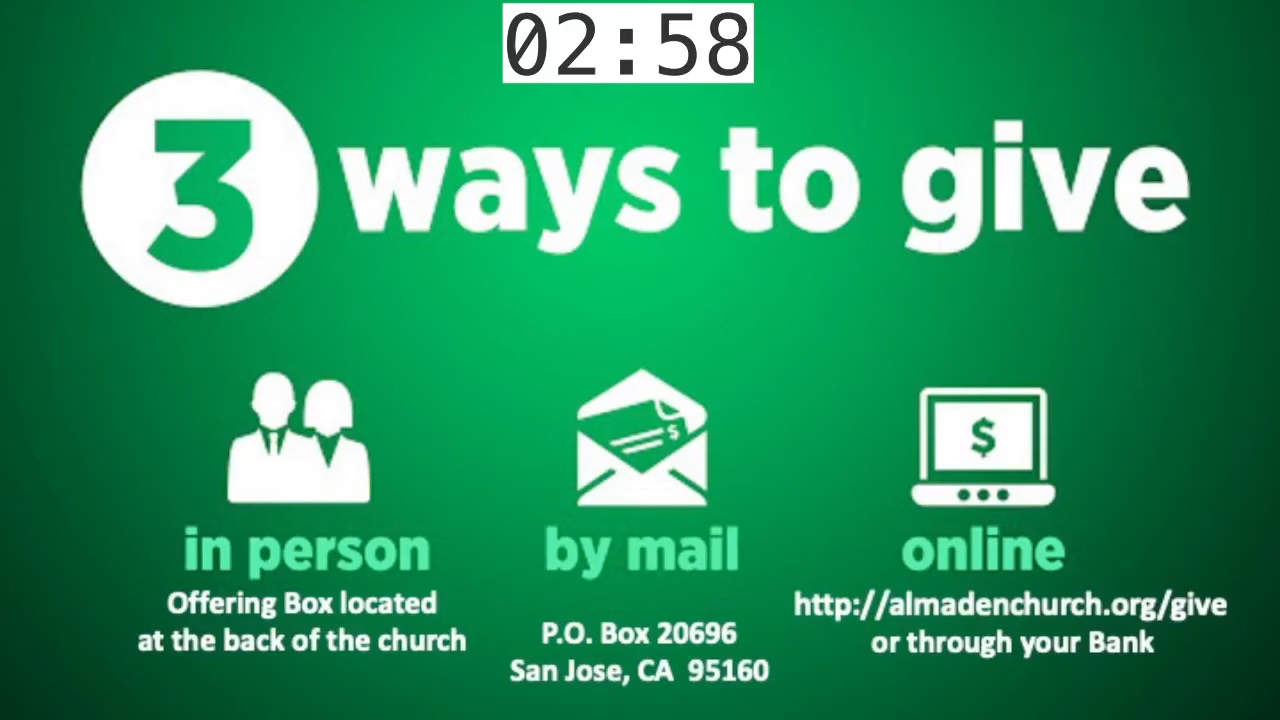 02:58
3 ways to give
$
$
in person
by mail
online
Offering Box located
at the back of the church
P.O. Box 20696
San Jose, CA  95160
http://almadenchurch.org/give
or through your Bank